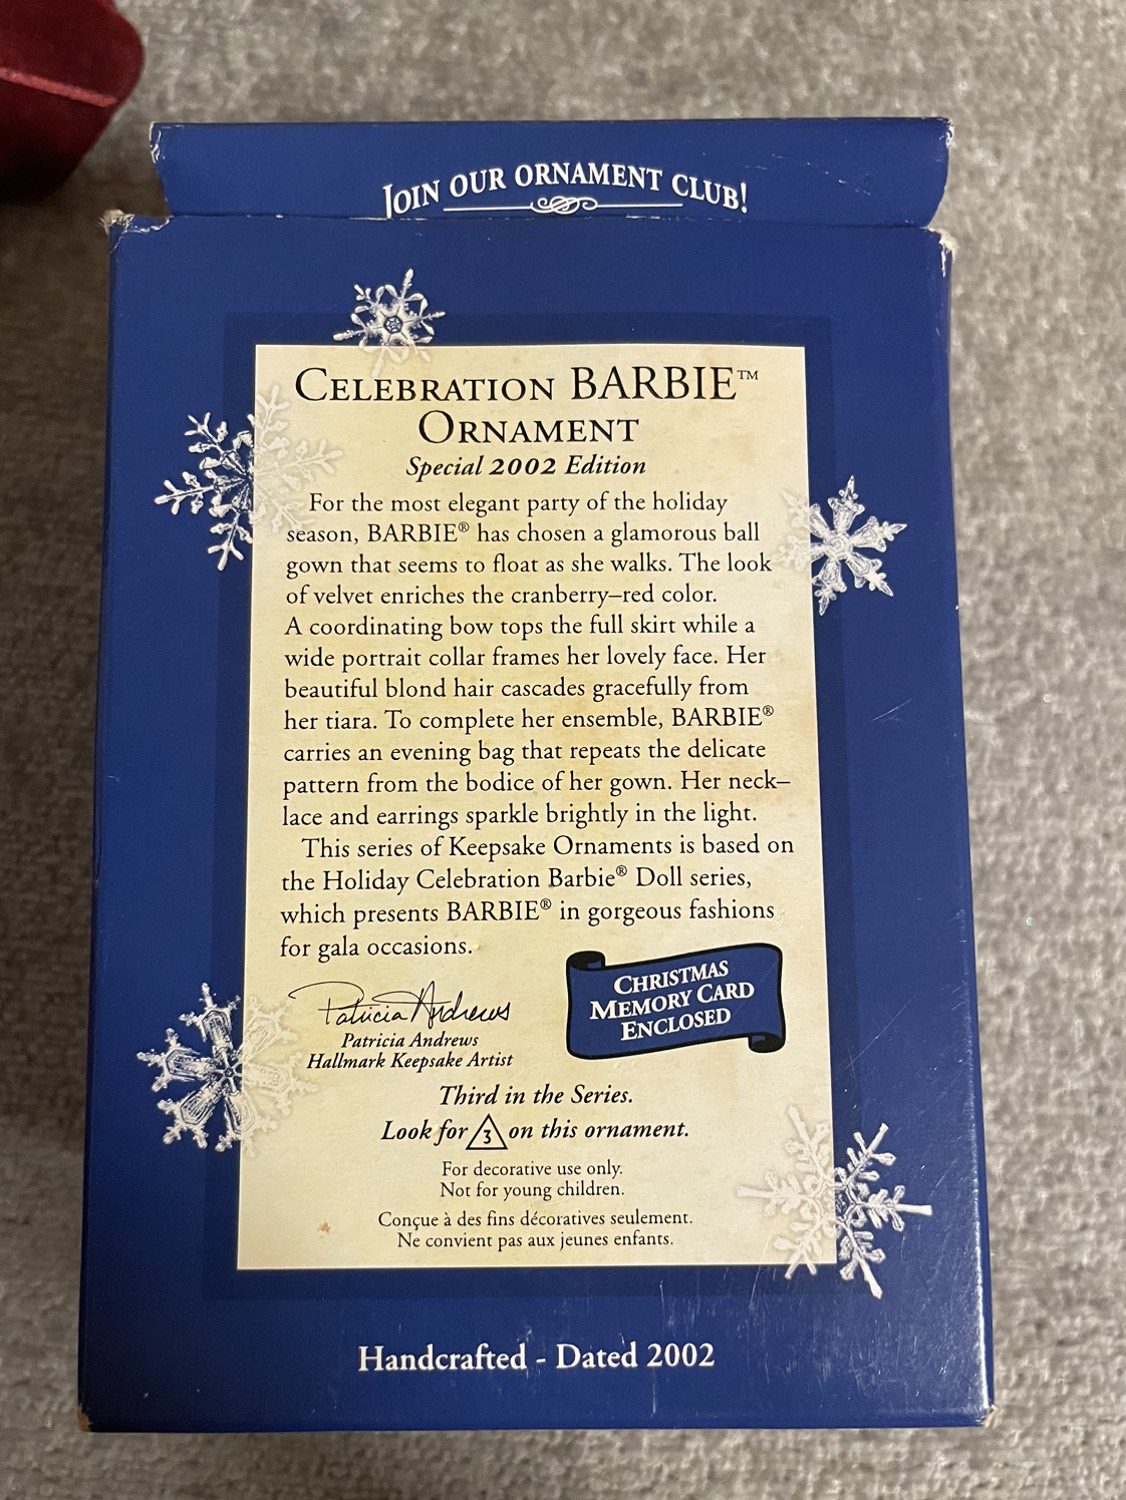 JOIN OUR ORNAMENT CLUB!
CELEBRATION BARBIE™
ORNAMENT
Special 2002 Edition
For the most elegant party of the holiday
season, BARBIE® has chosen a glamorous ball
gown that seems to float as she walks. The look
of velvet enriches the cranberry–red color.
A coordinating bow tops the full skirt while a
wide portrait collar frames her lovely face. Her
beautiful blond hair cascades gracefully from
her tiara. To complete her ensemble, BARBIE®
carries an evening bag that repeats the delicate
pattern from the bodice of her gown. Her neck–
lace and earrings sparkle brightly in the light.
This series of Keepsake Ornaments is based on
the Holiday Celebration Barbie® Doll series,
which presents BARBIE® in gorgeous fashions
for gala occasions.
CHRISTMAS
MEMORY CARD
ENCLOSED
Patricia Andrews
Patricia Andrews
Hallmark Keepsake Artist
Third in the Series.
Look for 3 on this ornament.
For decorative use only.
Not for young children.
Conçue à des fins décoratives seulement.
Ne convient pas aux jeunes enfants.
Handcrafted - Dated 2002